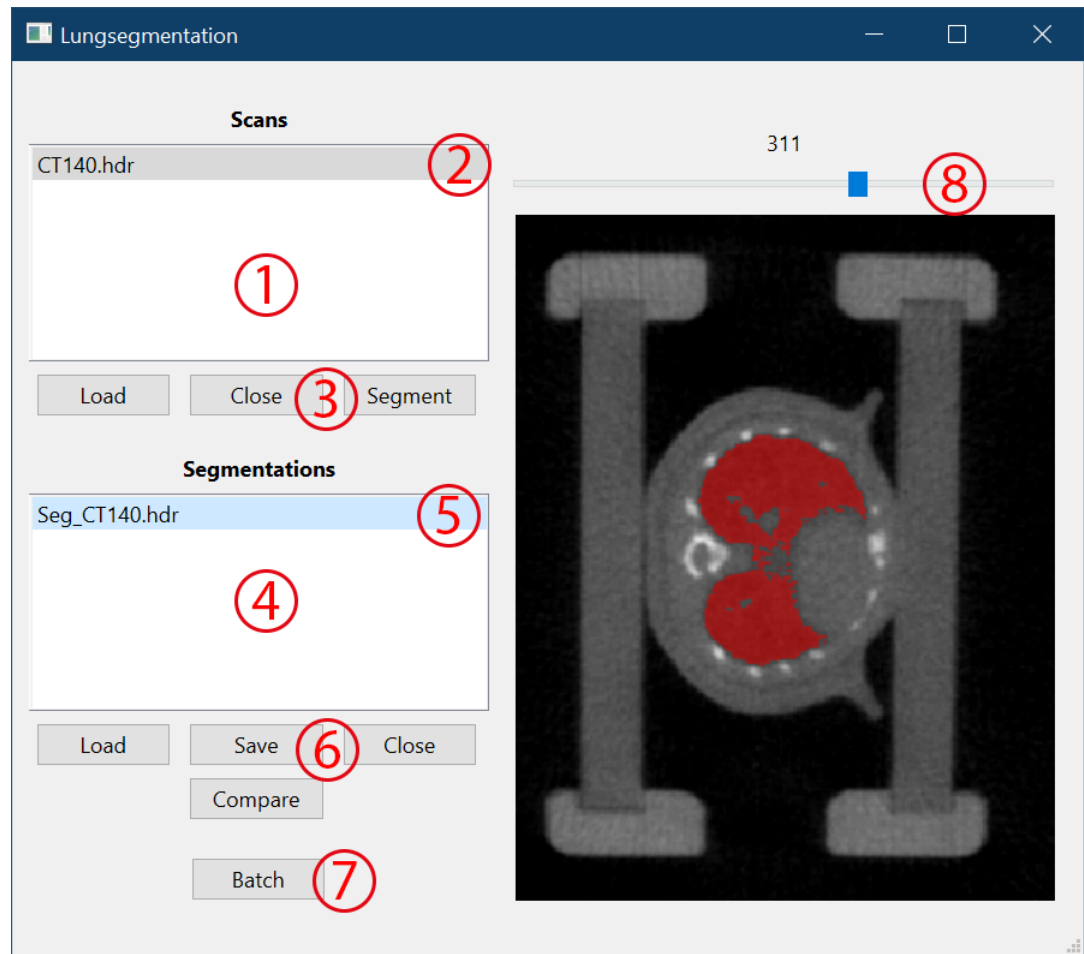 Lungsegmentation
Scans
CT140.hdr
2
1
Load Close 3 Segment
Segmentations
Seg_CT140.hdr
5
4
Load Save 6 Close
Compare
Batch 7
311
8